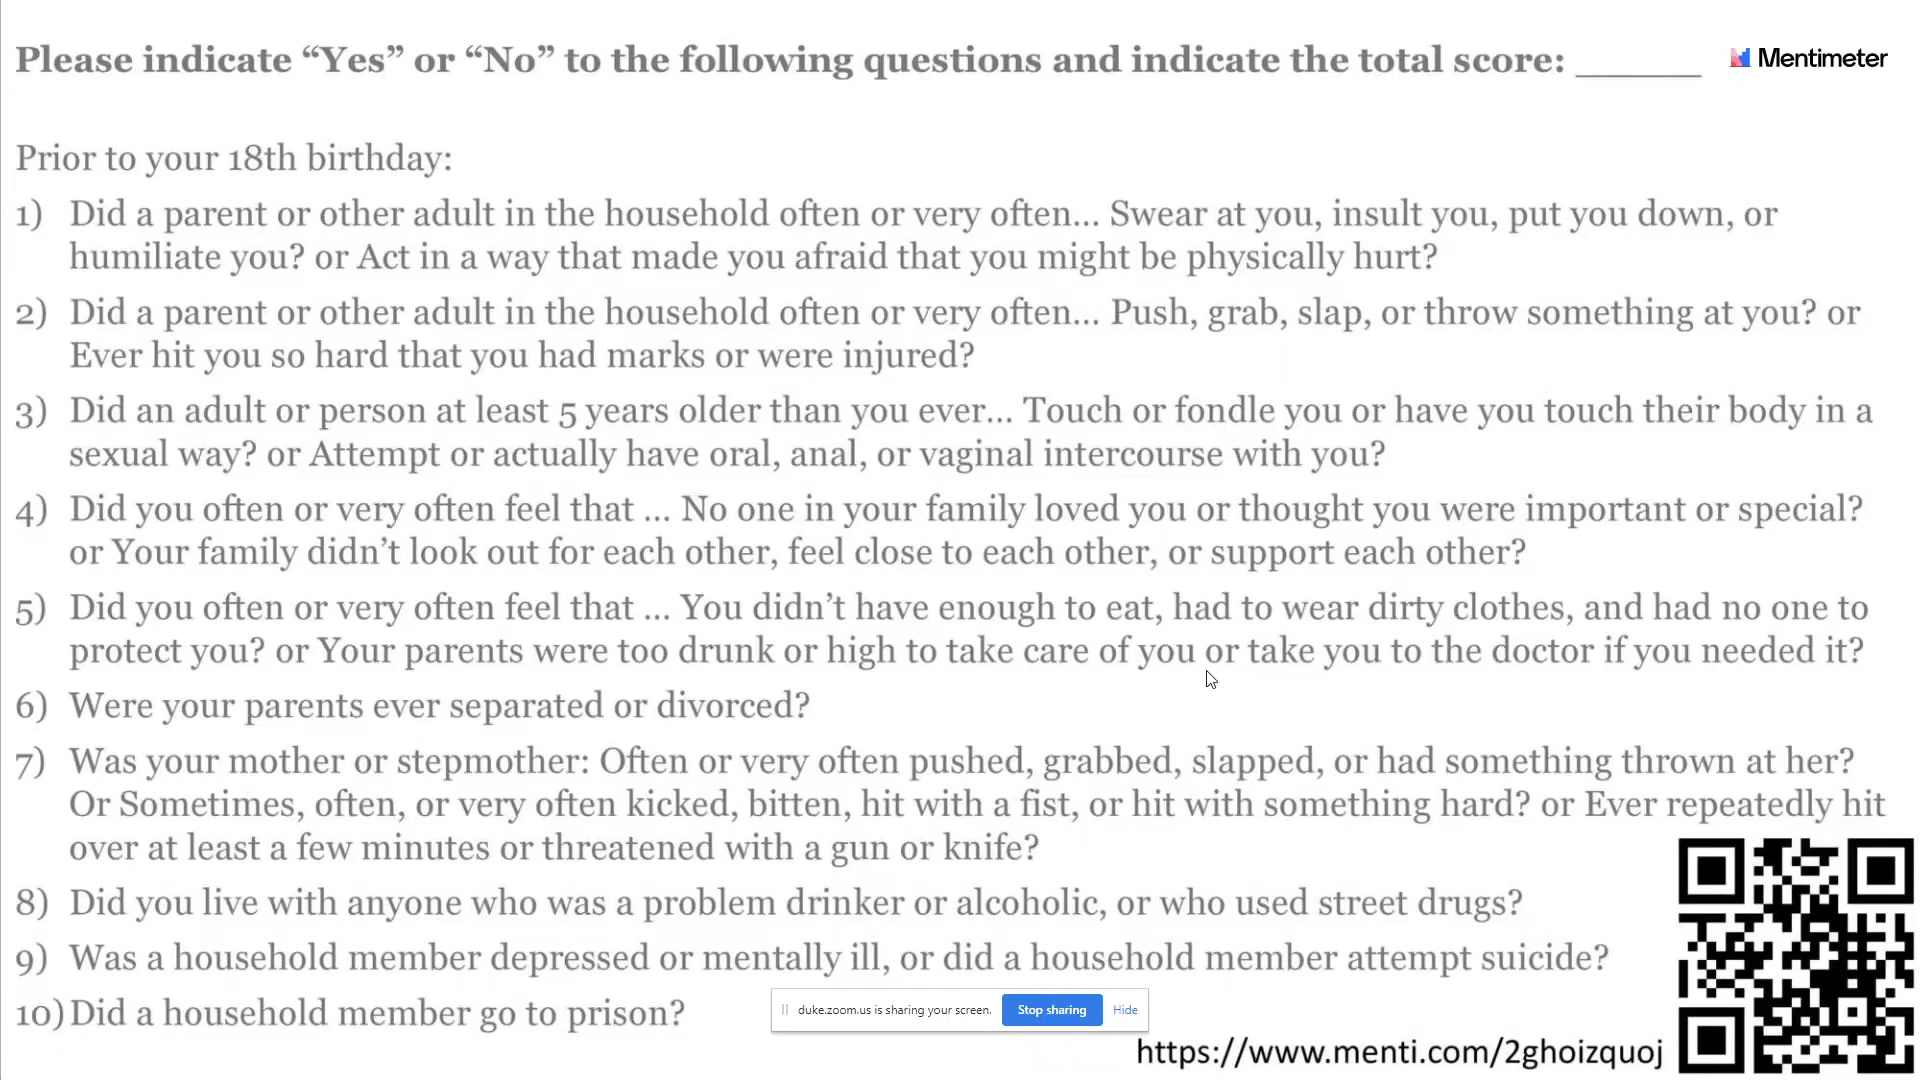 Please indicate “Yes” or “No” to the following questions and indicate the total score: ______
Mentimeter
Prior to your 18th birthday:
1) Did a parent or other adult in the household often or very often… Swear at you, insult you, put you down, or
humiliate you? or Act in a way that made you afraid that you might be physically hurt?
2) Did a parent or other adult in the household often or very often… Push, grab, slap, or throw something at you? or
Ever hit you so hard that you had marks or were injured?
3) Did an adult or person at least 5 years older than you ever… Touch or fondle you or have you touch their body in a
sexual way? or Attempt or actually have oral, anal, or vaginal intercourse with you?
4) Did you often or very often feel that … No one in your family loved you or thought you were important or special?
or Your family didn’t look out for each other, feel close to each other, or support each other?
5) Did you often or very often feel that … You didn’t have enough to eat, had to wear dirty clothes, and had no one to
protect you? or Your parents were too drunk or high to take care of you or take you to the doctor if you needed it?
6) Were your parents ever separated or divorced?
7) Was your mother or stepmother: Often or very often pushed, grabbed, slapped, or had something thrown at her?
Or Sometimes, often, or very often kicked, bitten, hit with a fist, or hit with something hard? or Ever repeatedly hit
over at least a few minutes or threatened with a gun or knife?
8) Did you live with anyone who was a problem drinker or alcoholic, or who used street drugs?
9) Was a household member depressed or mentally ill, or did a household member attempt suicide?
10) Did a household member go to prison?
duke.zoom.us is sharing your screen. Stop sharing Hide
https://www.menti.com/2ghoizquoj